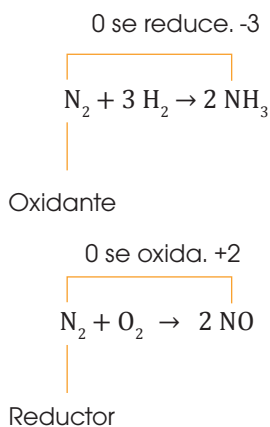 0 se reduce. -3
N₂ + 3 H₂ → 2 NH₃
Oxidante
0 se oxida. +2
N₂ + O₂ → 2 NO
Reductor